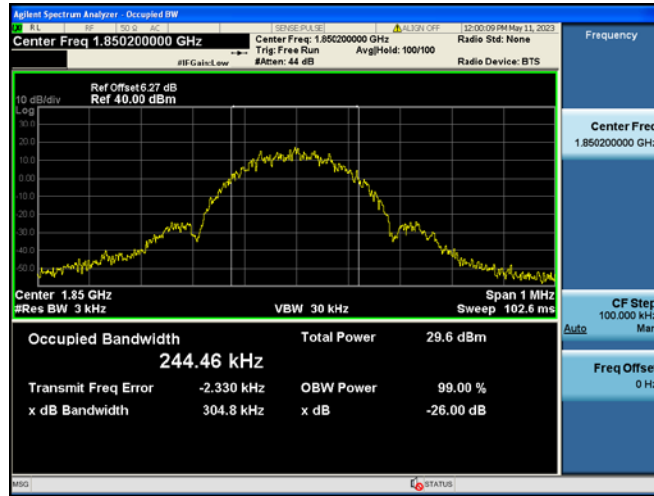 Agilent Spectrum Analyzer - Occupied BW
RL RF 50 Ω AC SENSE:PULSE ALIGN OFF 12:00:09 PM May 11, 2023
Center Freq 1.850200000 GHz Center Freq: 1.850200000 GHz Radio Std: None Frequency
Trig: Free Run Avg|Hold: 100/100
#IFGain:Low #Atten: 44 dB Radio Device: BTS
Ref Offset 6.27 dB
10 dB/div Ref 40.00 dBm
Log
30.0
20.0
10.0
0.00
-10.0
-20.0
-30.0
-40.0
-50.0
Center Freq
1.850200000 GHz
Center 1.85 GHz Span 1 MHz
#Res BW 3 kHz VBW 30 kHz Sweep 102.6 ms
CF Step
100.000 kHz
Auto Man
Occupied Bandwidth Total Power 29.6 dBm
244.46 kHz
Transmit Freq Error -2.330 kHz OBW Power 99.00 %
x dB Bandwidth 304.8 kHz x dB -26.00 dB
Freq Offset
0 Hz
MSG STATUS